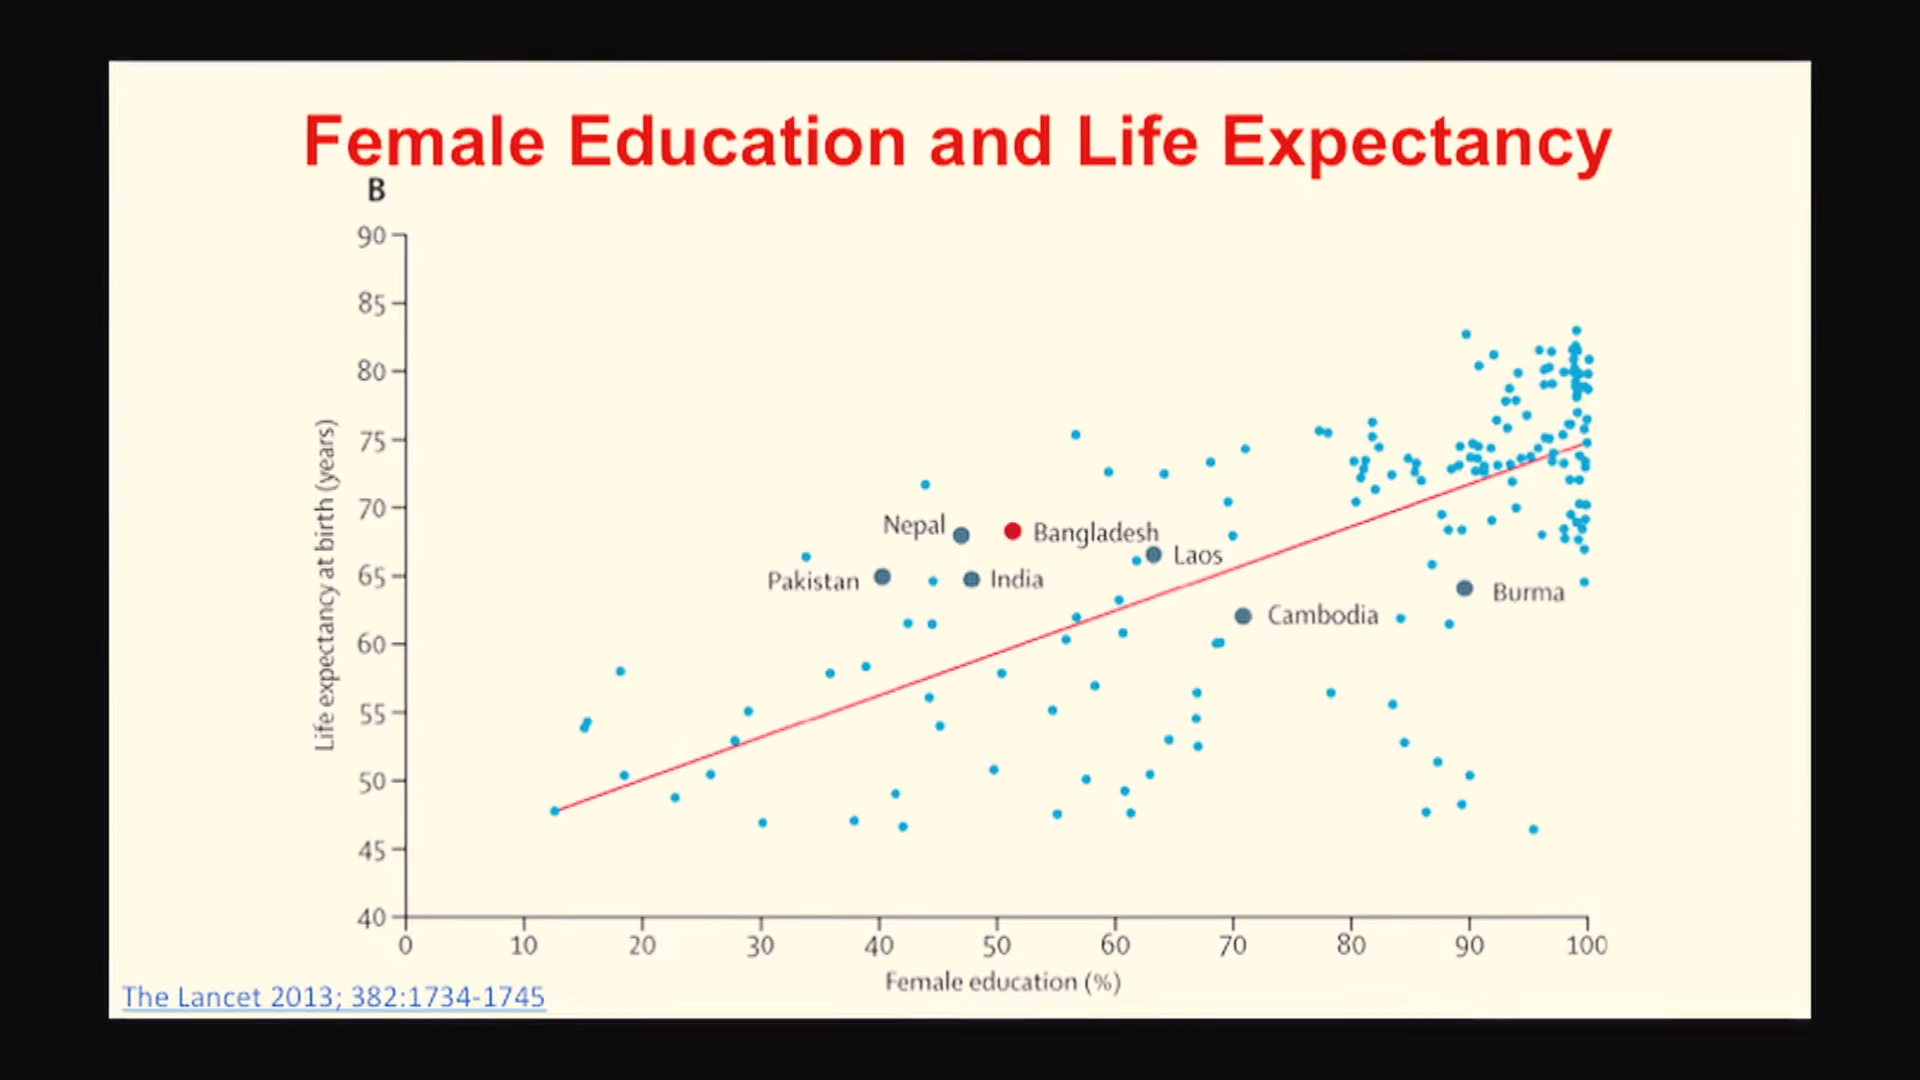 Female Education and Life Expectancy
B
90
85
80
75
70
65
60
55
50
45
40
Life expectancy at birth (years)
Nepal
Bangladesh
Laos
Pakistan
India
Burma
Cambodia
0 10 20 30 40 50 60 70 80 90 100
Female education (%)
The Lancet 2013; 382:1734-1745